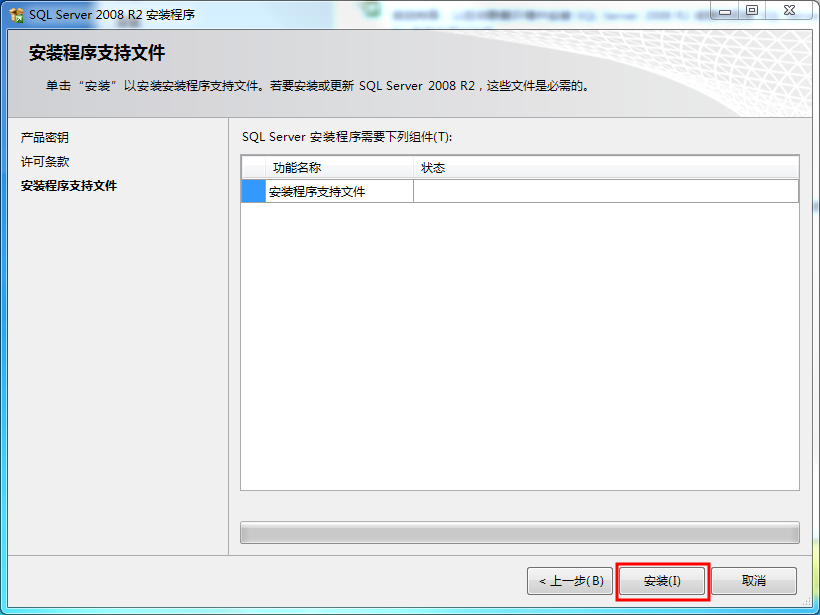 SQL Server 2008 R2 安装程序
安装程序支持文件
单击“安装”以安装安装程序支持文件。若要安装或更新 SQL Server 2008 R2，这些文件是必需的。
产品密钥
许可条款
安装程序支持文件
SQL Server 安装程序需要下列组件(T):
功能名称 状态
安装程序支持文件
< 上一步(B) 安装(I) 取消